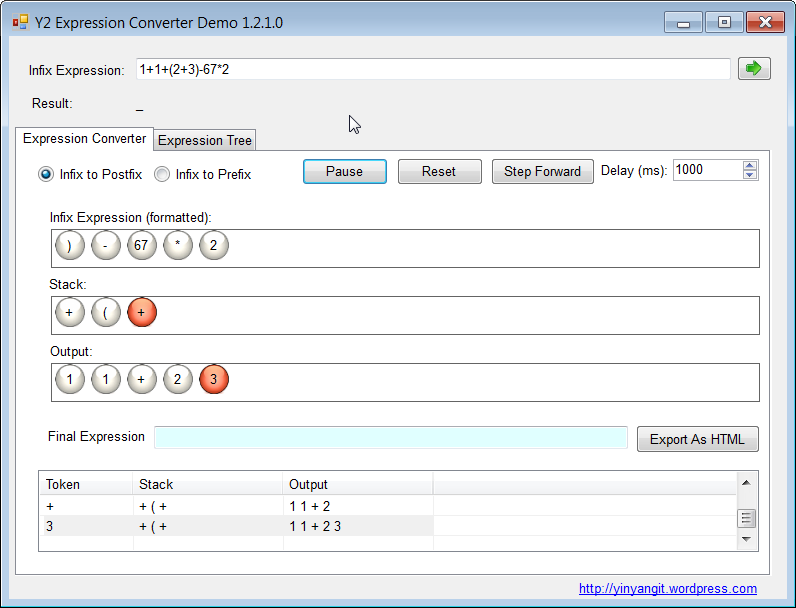 Y2 Expression Converter Demo 1.2.1.0
Infix Expression: 1+1+(2+3)-67*2
Result: _
Expression Converter Expression Tree
Infix to Postfix Infix to Prefix Pause Reset Step Forward Delay (ms): 1000
Infix Expression (formatted):
) - 67 * 2
Stack:
+ ( +
Output:
1 1 + 2 3
Final Expression Export As HTML
Token Stack Output
+ + ( + 1 1 + 2
3 + ( + 1 1 + 2 3
http://yinyangit.wordpress.com